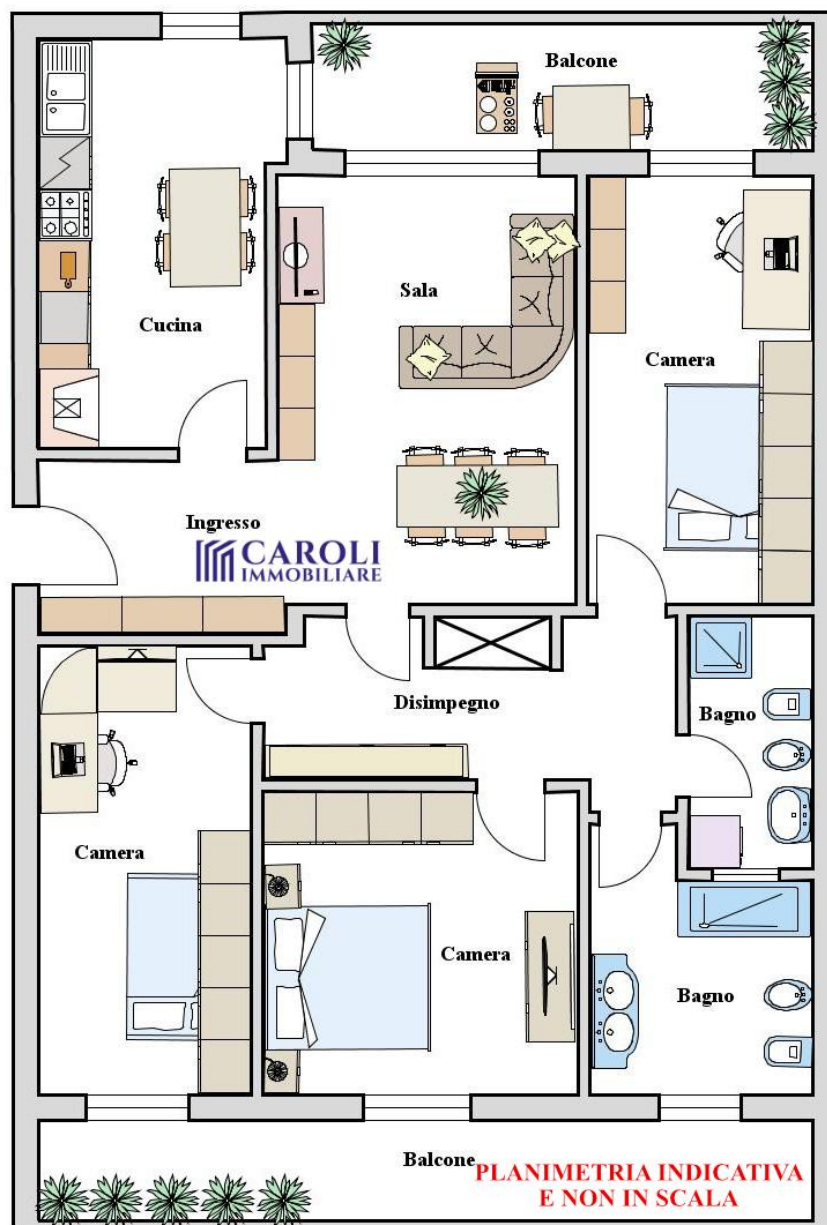 Balcone
Cucina
Sala
Camera
Ingresso
CAROLI
IMMOBILIARE
Disimpegno
Bagno
Camera
Camera
Bagno
Balcone
PLANIMETRIA INDICATIVA
E NON IN SCALA